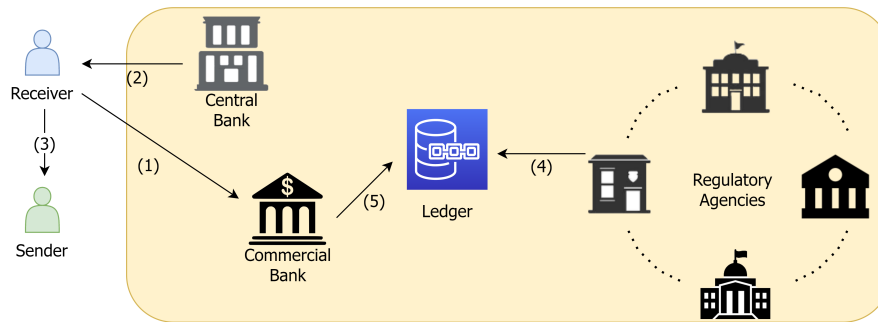 (2)
Receiver
Central
Bank
(3)
(1)
(4)
Regulatory
Agencies
$
(5)
Ledger
Sender
Commercial
Bank